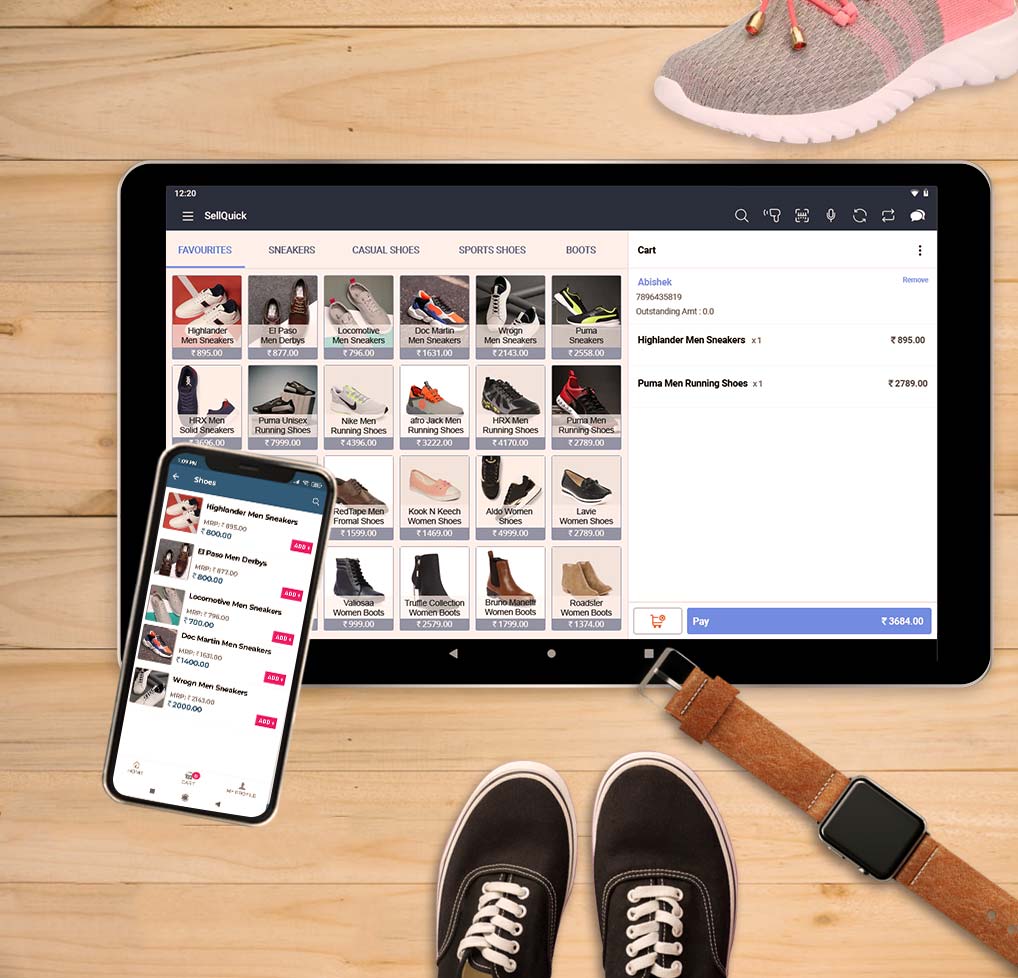 12:20
SellQuick
FAVOURITES SNEAKERS CASUAL SHOES SPORTS SHOES BOOTS
Highlander
Men Sneakers
₹ 895.00
El Paso
Men Derbys
₹ 877.00
Locomotive
Men Sneakers
₹ 796.00
Doc Martin
Men Sneakers
₹ 1631.00
Wrogn
Men Sneakers
₹ 2143.00
Puma
Sneakers
₹ 2558.00
HRX Men
Solid Sneakers
₹ 3696.00
Puma Unisex
Running Shoes
₹ 7999.00
Nike Men
Running Shoes
₹ 4396.00
afro Jack Men
Running Shoes
₹ 3222.00
HRX Men
Running Shoes
₹ 4170.00
Puma Men
Running Shoes
₹ 2789.00
RedTape Men
Fromal Shoes
₹ 1599.00
Kook N Keech
Women Shoes
₹ 1469.00
Aldo Women
Shoes
₹ 4999.00
Lavie
Women Shoes
₹ 2789.00
Valiosaa
Women Boots
₹ 999.00
Truffle Collection
Women Boots
₹ 2579.00
Bruno Manetti
Women Boots
₹ 1799.00
Roadster
Women Boots
₹ 1374.00
Cart
Abishek
Remove
7896435819
Outstanding Amt : 0.0
Highlander Men Sneakers x 1 ₹ 895.00
Puma Men Running Shoes x 1 ₹ 2789.00
Pay ₹ 3684.00
1:09 PM
Shoes
Highlander Men Sneakers
MRP: ₹ 895.00
₹ 800.00
ADD +
El Paso Men Derbys
MRP: ₹ 877.00
₹ 800.00
ADD +
Locomotive Men Sneakers
MRP: ₹ 796.00
₹ 700.00
ADD +
Doc Martin Men Sneakers
MRP: ₹ 1631.00
₹ 1400.00
ADD +
Wrogn Men Sneakers
MRP: ₹ 2143.00
₹ 2000.00
ADD +
HOME
CART
MY PROFILE